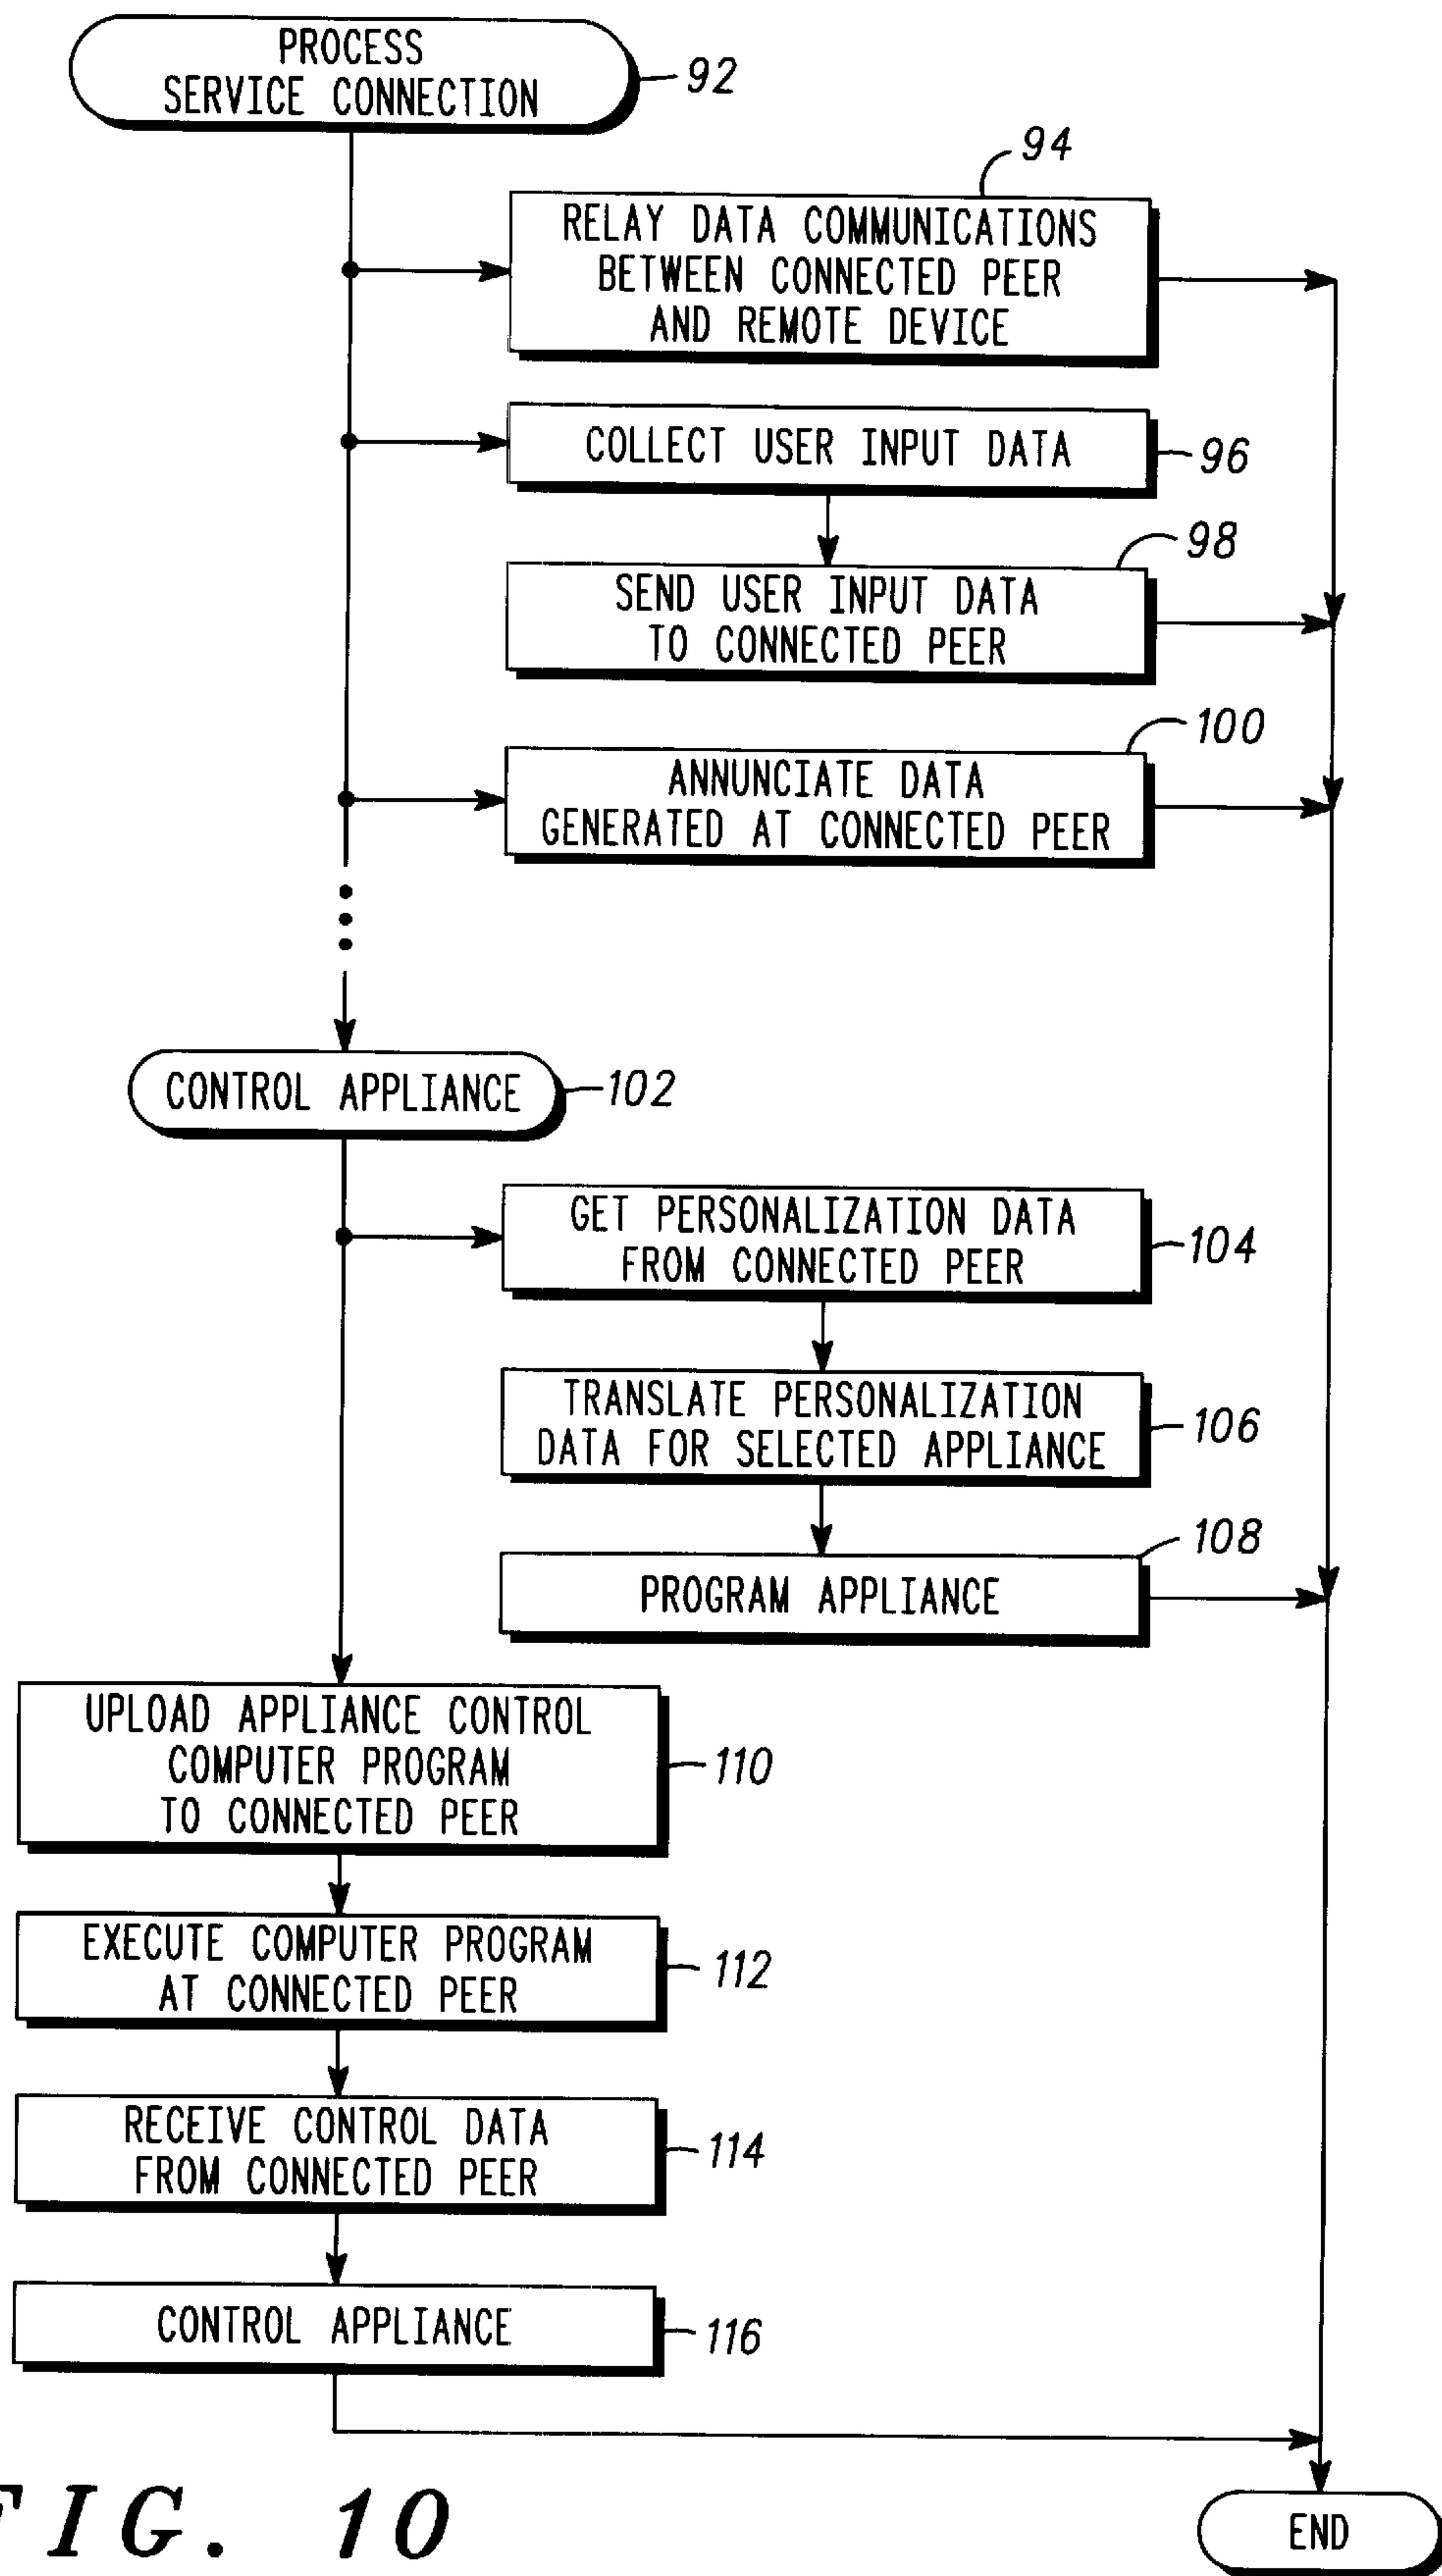 PROCESS
SERVICE CONNECTION
92
94
RELAY DATA COMMUNICATIONS
BETWEEN CONNECTED PEER
AND REMOTE DEVICE
COLLECT USER INPUT DATA
96
98
SEND USER INPUT DATA
TO CONNECTED PEER
100
ANNUNCIATE DATA
GENERATED AT CONNECTED PEER
CONTROL APPLIANCE
102
GET PERSONALIZATION DATA
FROM CONNECTED PEER
104
TRANSLATE PERSONALIZATION
DATA FOR SELECTED APPLIANCE
106
108
PROGRAM APPLIANCE
UPLOAD APPLIANCE CONTROL
COMPUTER PROGRAM
TO CONNECTED PEER
110
EXECUTE COMPUTER PROGRAM
AT CONNECTED PEER
112
RECEIVE CONTROL DATA
FROM CONNECTED PEER
114
CONTROL APPLIANCE
116
END
FIG. 10